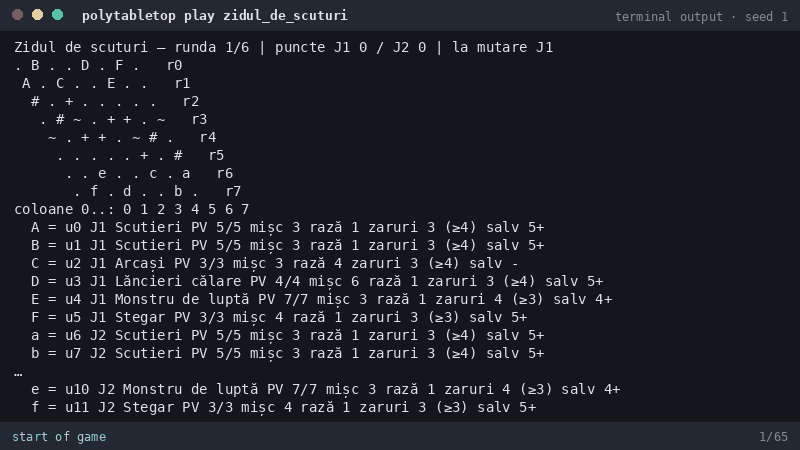 polytabletop play zidul_de_scuturi
terminal output · seed 1
Zidul de scuturi — runda 1/6 | puncte J1 0 / J2 0 | la mutare J1
. B . . D . F .   r0
 A . C . . E . .   r1
  # . + . . . . .   r2
   . # ~ . + + . ~   r3
    ~ . + + . ~ # .   r4
     . . . . . + . #   r5
      . . e . . c . a   r6
       . f . d . . b .   r7
coloane 0..: 0 1 2 3 4 5 6 7
  A = u0 J1 Scutieri PV 5/5 mișc 3 rază 1 zaruri 3 (≥4) salv 5+
  B = u1 J1 Scutieri PV 5/5 mișc 3 rază 1 zaruri 3 (≥4) salv 5+
  C = u2 J1 Arcași PV 3/3 mișc 3 rază 4 zaruri 3 (≥4) salv -
  D = u3 J1 Lăncieri călare PV 4/4 mișc 6 rază 1 zaruri 3 (≥4) salv 5+
  E = u4 J1 Monstru de luptă PV 7/7 mișc 3 rază 1 zaruri 4 (≥3) salv 4+
  F = u5 J1 Stegar PV 3/3 mișc 4 rază 1 zaruri 3 (≥3) salv 5+
  a = u6 J2 Scutieri PV 5/5 mișc 3 rază 1 zaruri 3 (≥4) salv 5+
  b = u7 J2 Scutieri PV 5/5 mișc 3 rază 1 zaruri 3 (≥4) salv 5+
…
  e = u10 J2 Monstru de luptă PV 7/7 mișc 3 rază 1 zaruri 4 (≥3) salv 4+
  f = u11 J2 Stegar PV 3/3 mișc 4 rază 1 zaruri 3 (≥3) salv 5+
start of game
1/65